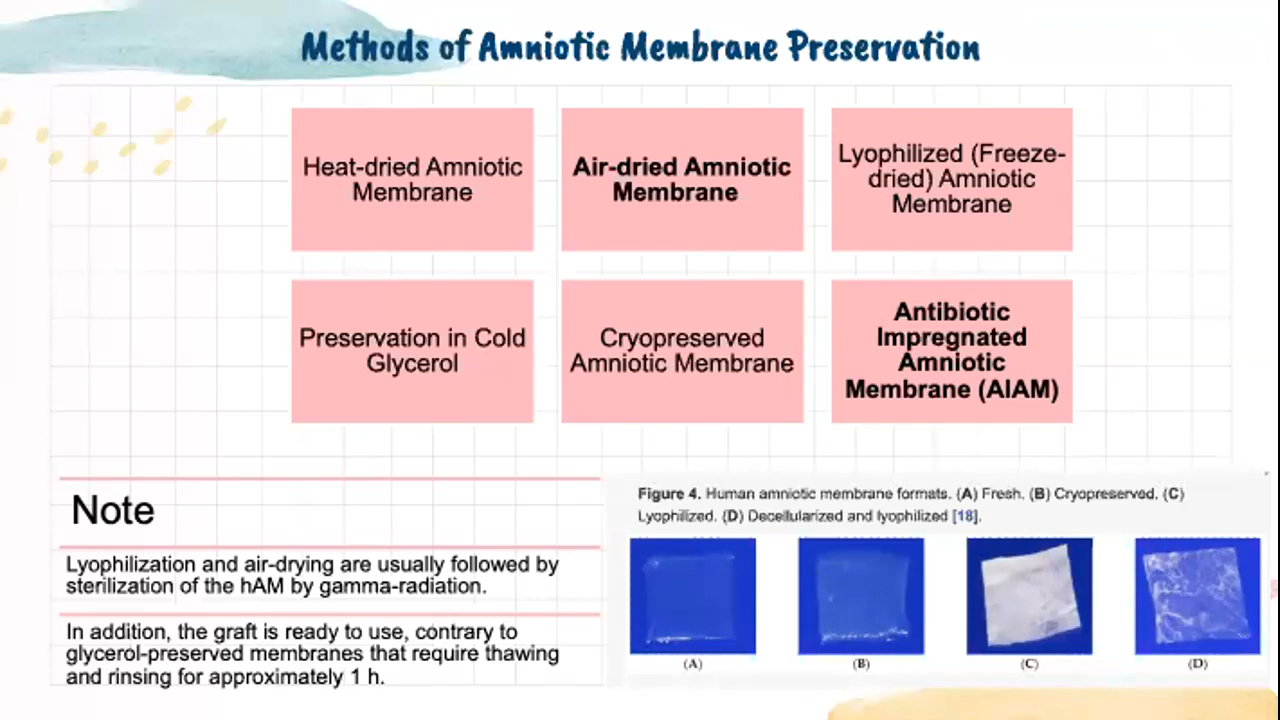 Methods of Amniotic Membrane Preservation
Heat-dried Amniotic
Membrane
Air-dried Amniotic
Membrane
Lyophilized (Freeze-
dried) Amniotic
Membrane
Preservation in Cold
Glycerol
Cryopreserved
Amniotic Membrane
Antibiotic
Impregnated
Amniotic
Membrane (AIAM)
Note
Lyophilization and air-drying are usually followed by
sterilization of the hAM by gamma-radiation.
In addition, the graft is ready to use, contrary to
glycerol-preserved membranes that require thawing
and rinsing for approximately 1 h.
Figure 4. Human amniotic membrane formats. (A) Fresh. (B) Cryopreserved. (C)
Lyophilized. (D) Decellularized and lyophilized [18].
(A)
(B)
(C)
(D)